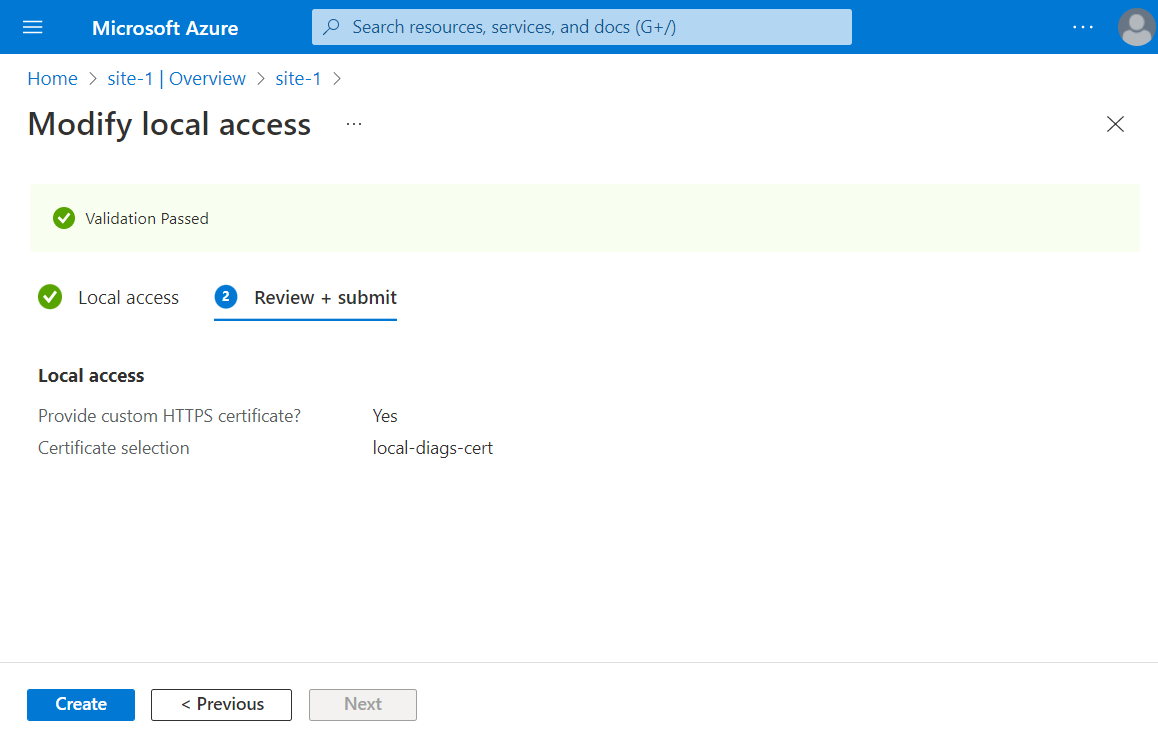 Microsoft Azure
Search resources, services, and docs (G+/)
...
Home > site-1 | Overview > site-1 >
Modify local access ...
Validation Passed
Local access 2 Review + submit
Local access
Provide custom HTTPS certificate? Yes
Certificate selection local-diags-cert
Create < Previous Next